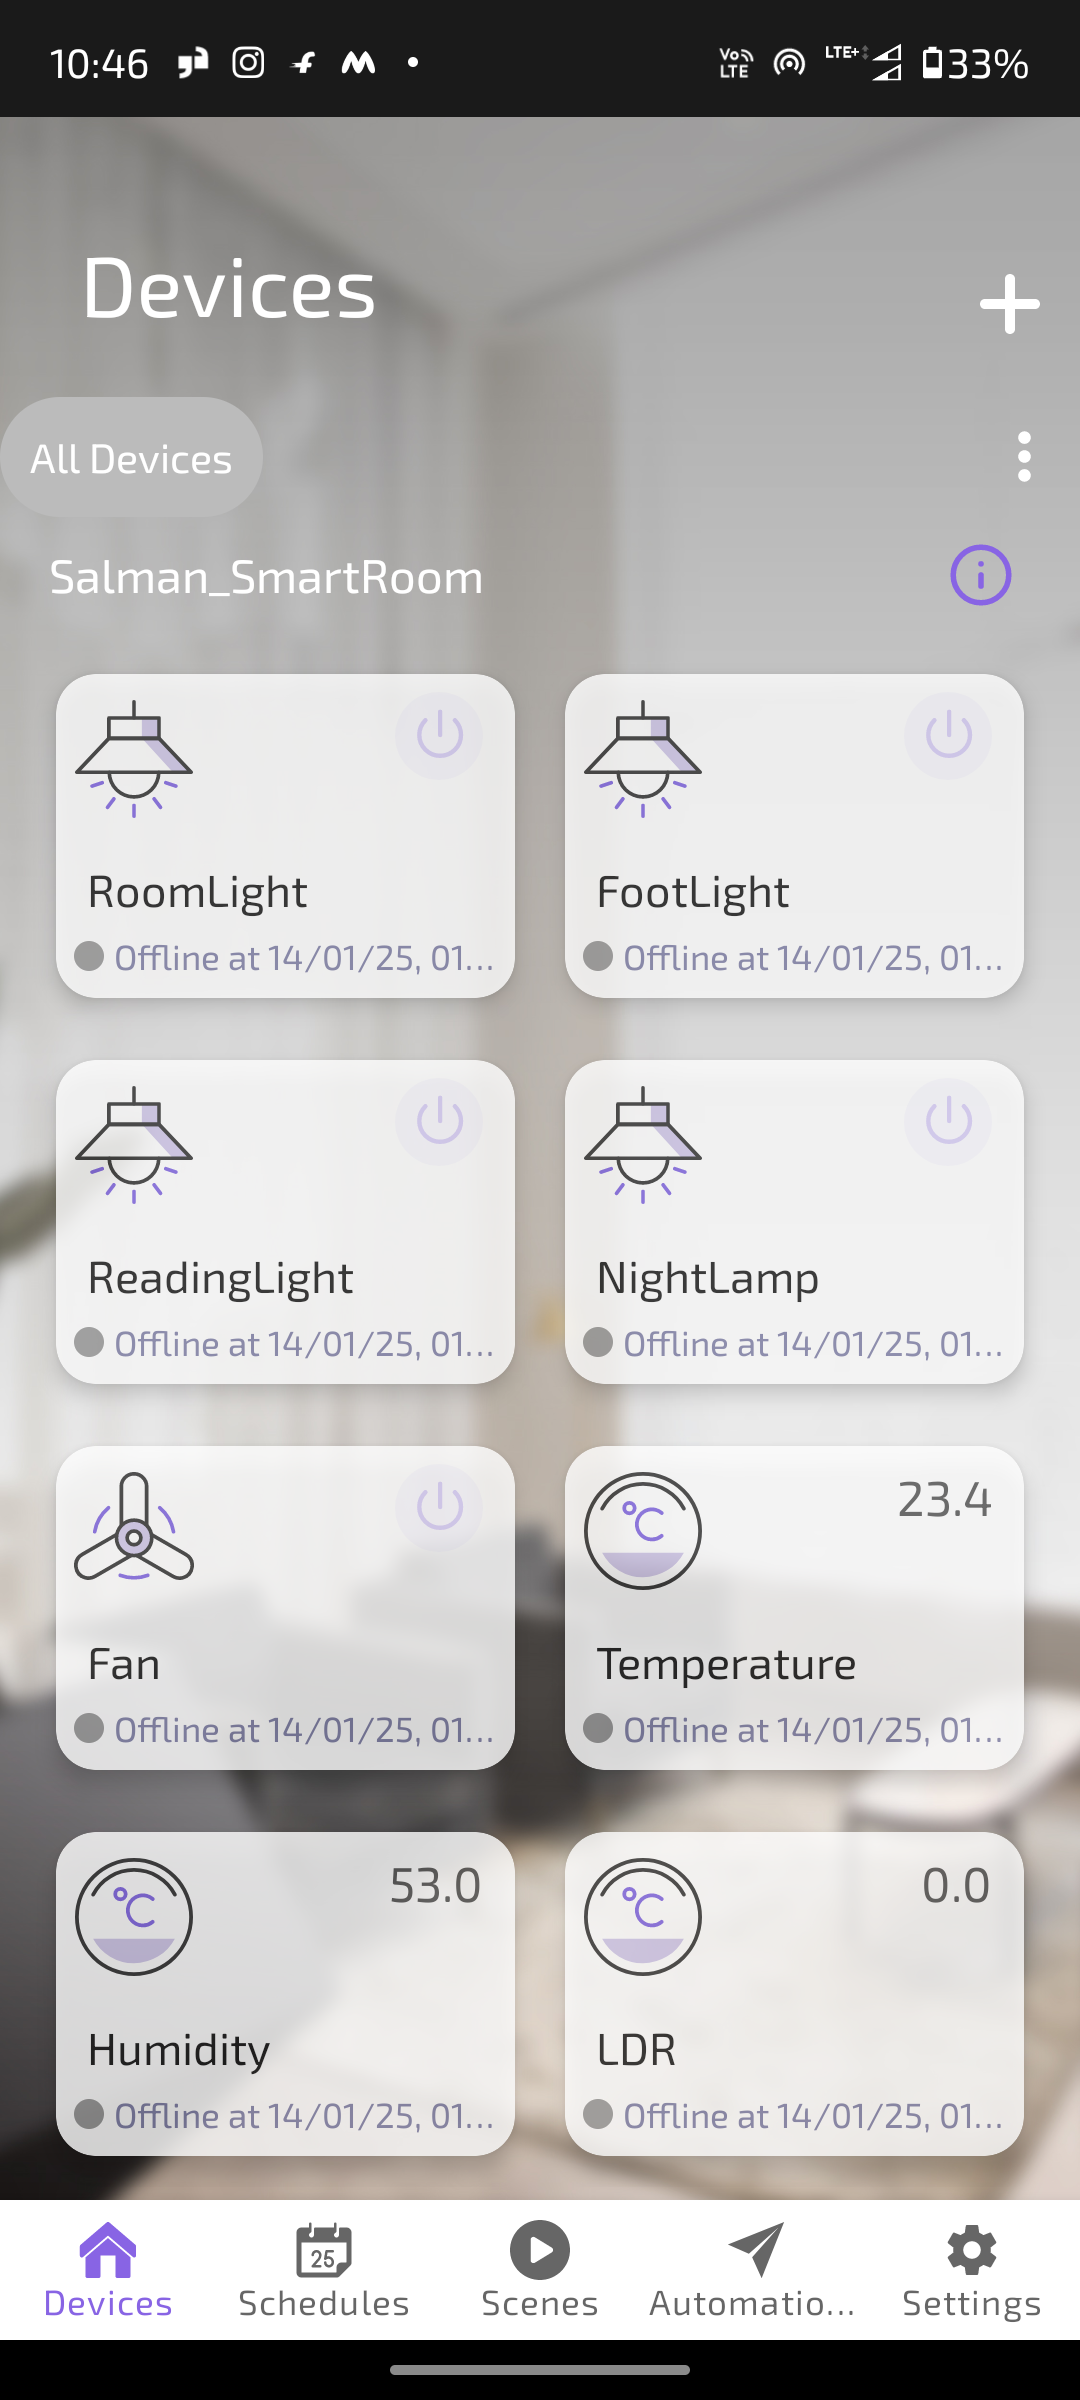 10:46
Vo LTE LTE+ 33%
Devices
All Devices
Salman_SmartRoom
RoomLight
Offline at 14/01/25, 01...
FootLight
Offline at 14/01/25, 01...
ReadingLight
Offline at 14/01/25, 01...
NightLamp
Offline at 14/01/25, 01...
Fan
Offline at 14/01/25, 01...
°C 23.4
Temperature
Offline at 14/01/25, 01...
°C 53.0
Humidity
Offline at 14/01/25, 01...
°C 0.0
LDR
Offline at 14/01/25, 01...
25
Devices
Schedules
Scenes
Automatio...
Settings